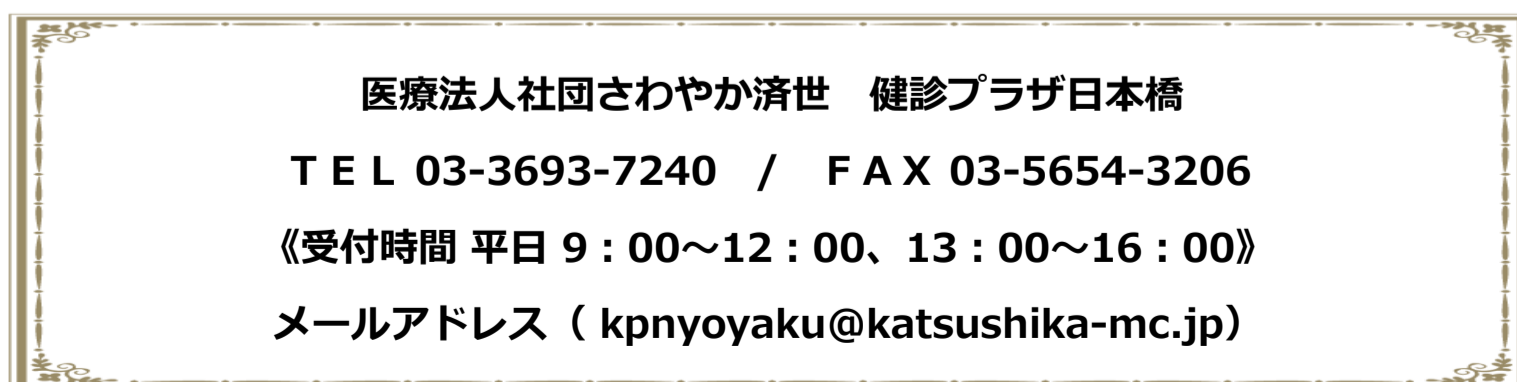 医療法人社団さわやか済世　健診プラザ日本橋
ＴＥＬ 03-3693-7240　/　ＦＡＸ 03-5654-3206
《受付時間 平日 9：00～12：00、13：00～16：00》
メールアドレス（ kpnyoyaku@katsushika-mc.jp）